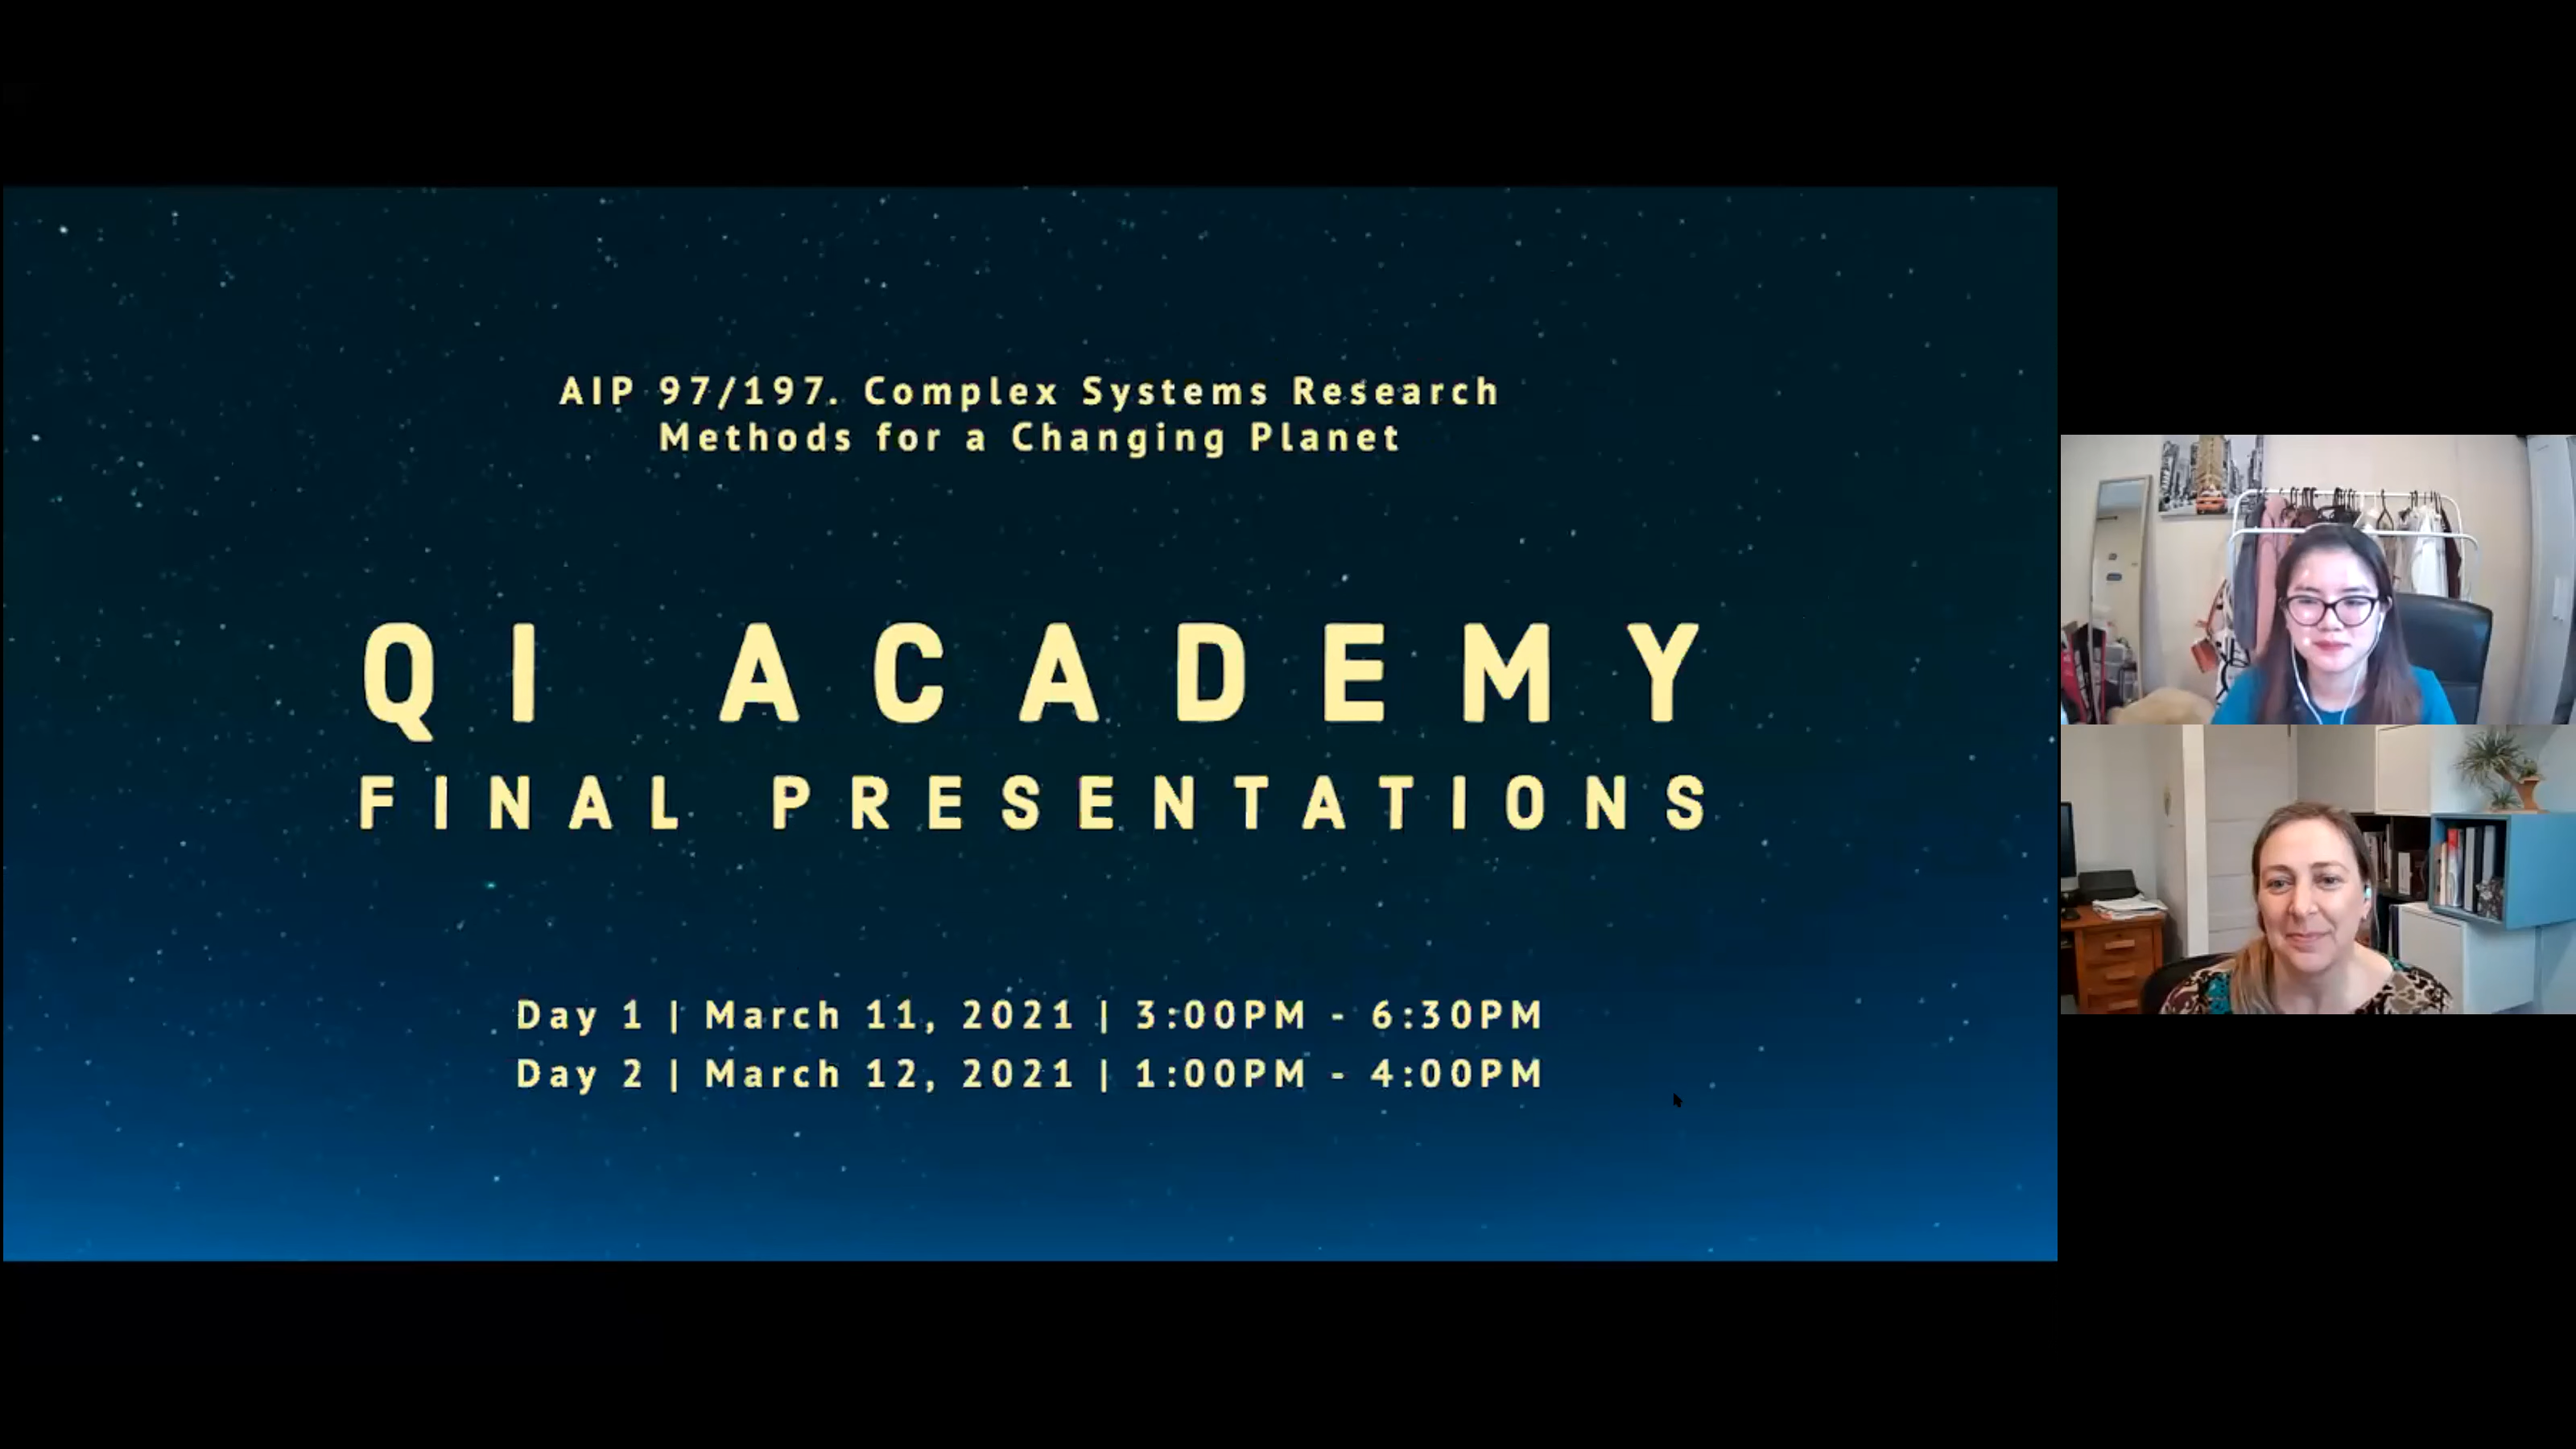 AIP 97/197. Complex Systems Research
Methods for a Changing Planet
QI ACADEMY
FINAL PRESENTATIONS
Day 1 | March 11, 2021 | 3:00PM - 6:30PM
Day 2 | March 12, 2021 | 1:00PM - 4:00PM